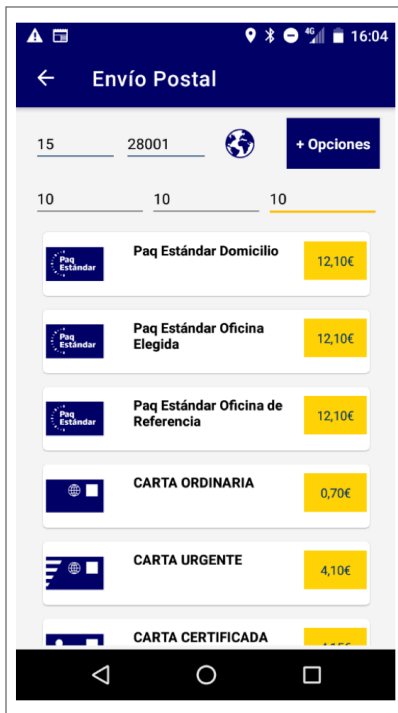 4G 16:04
Envío Postal
15 28001 + Opciones
10 10 10
Paq Estándar Paq Estándar Domicilio 12,10€
Paq Estándar Paq Estándar Oficina Elegida 12,10€
Paq Estándar Paq Estándar Oficina de Referencia 12,10€
CARTA ORDINARIA 0,70€
CARTA URGENTE 4,10€
CARTA CERTIFICADA